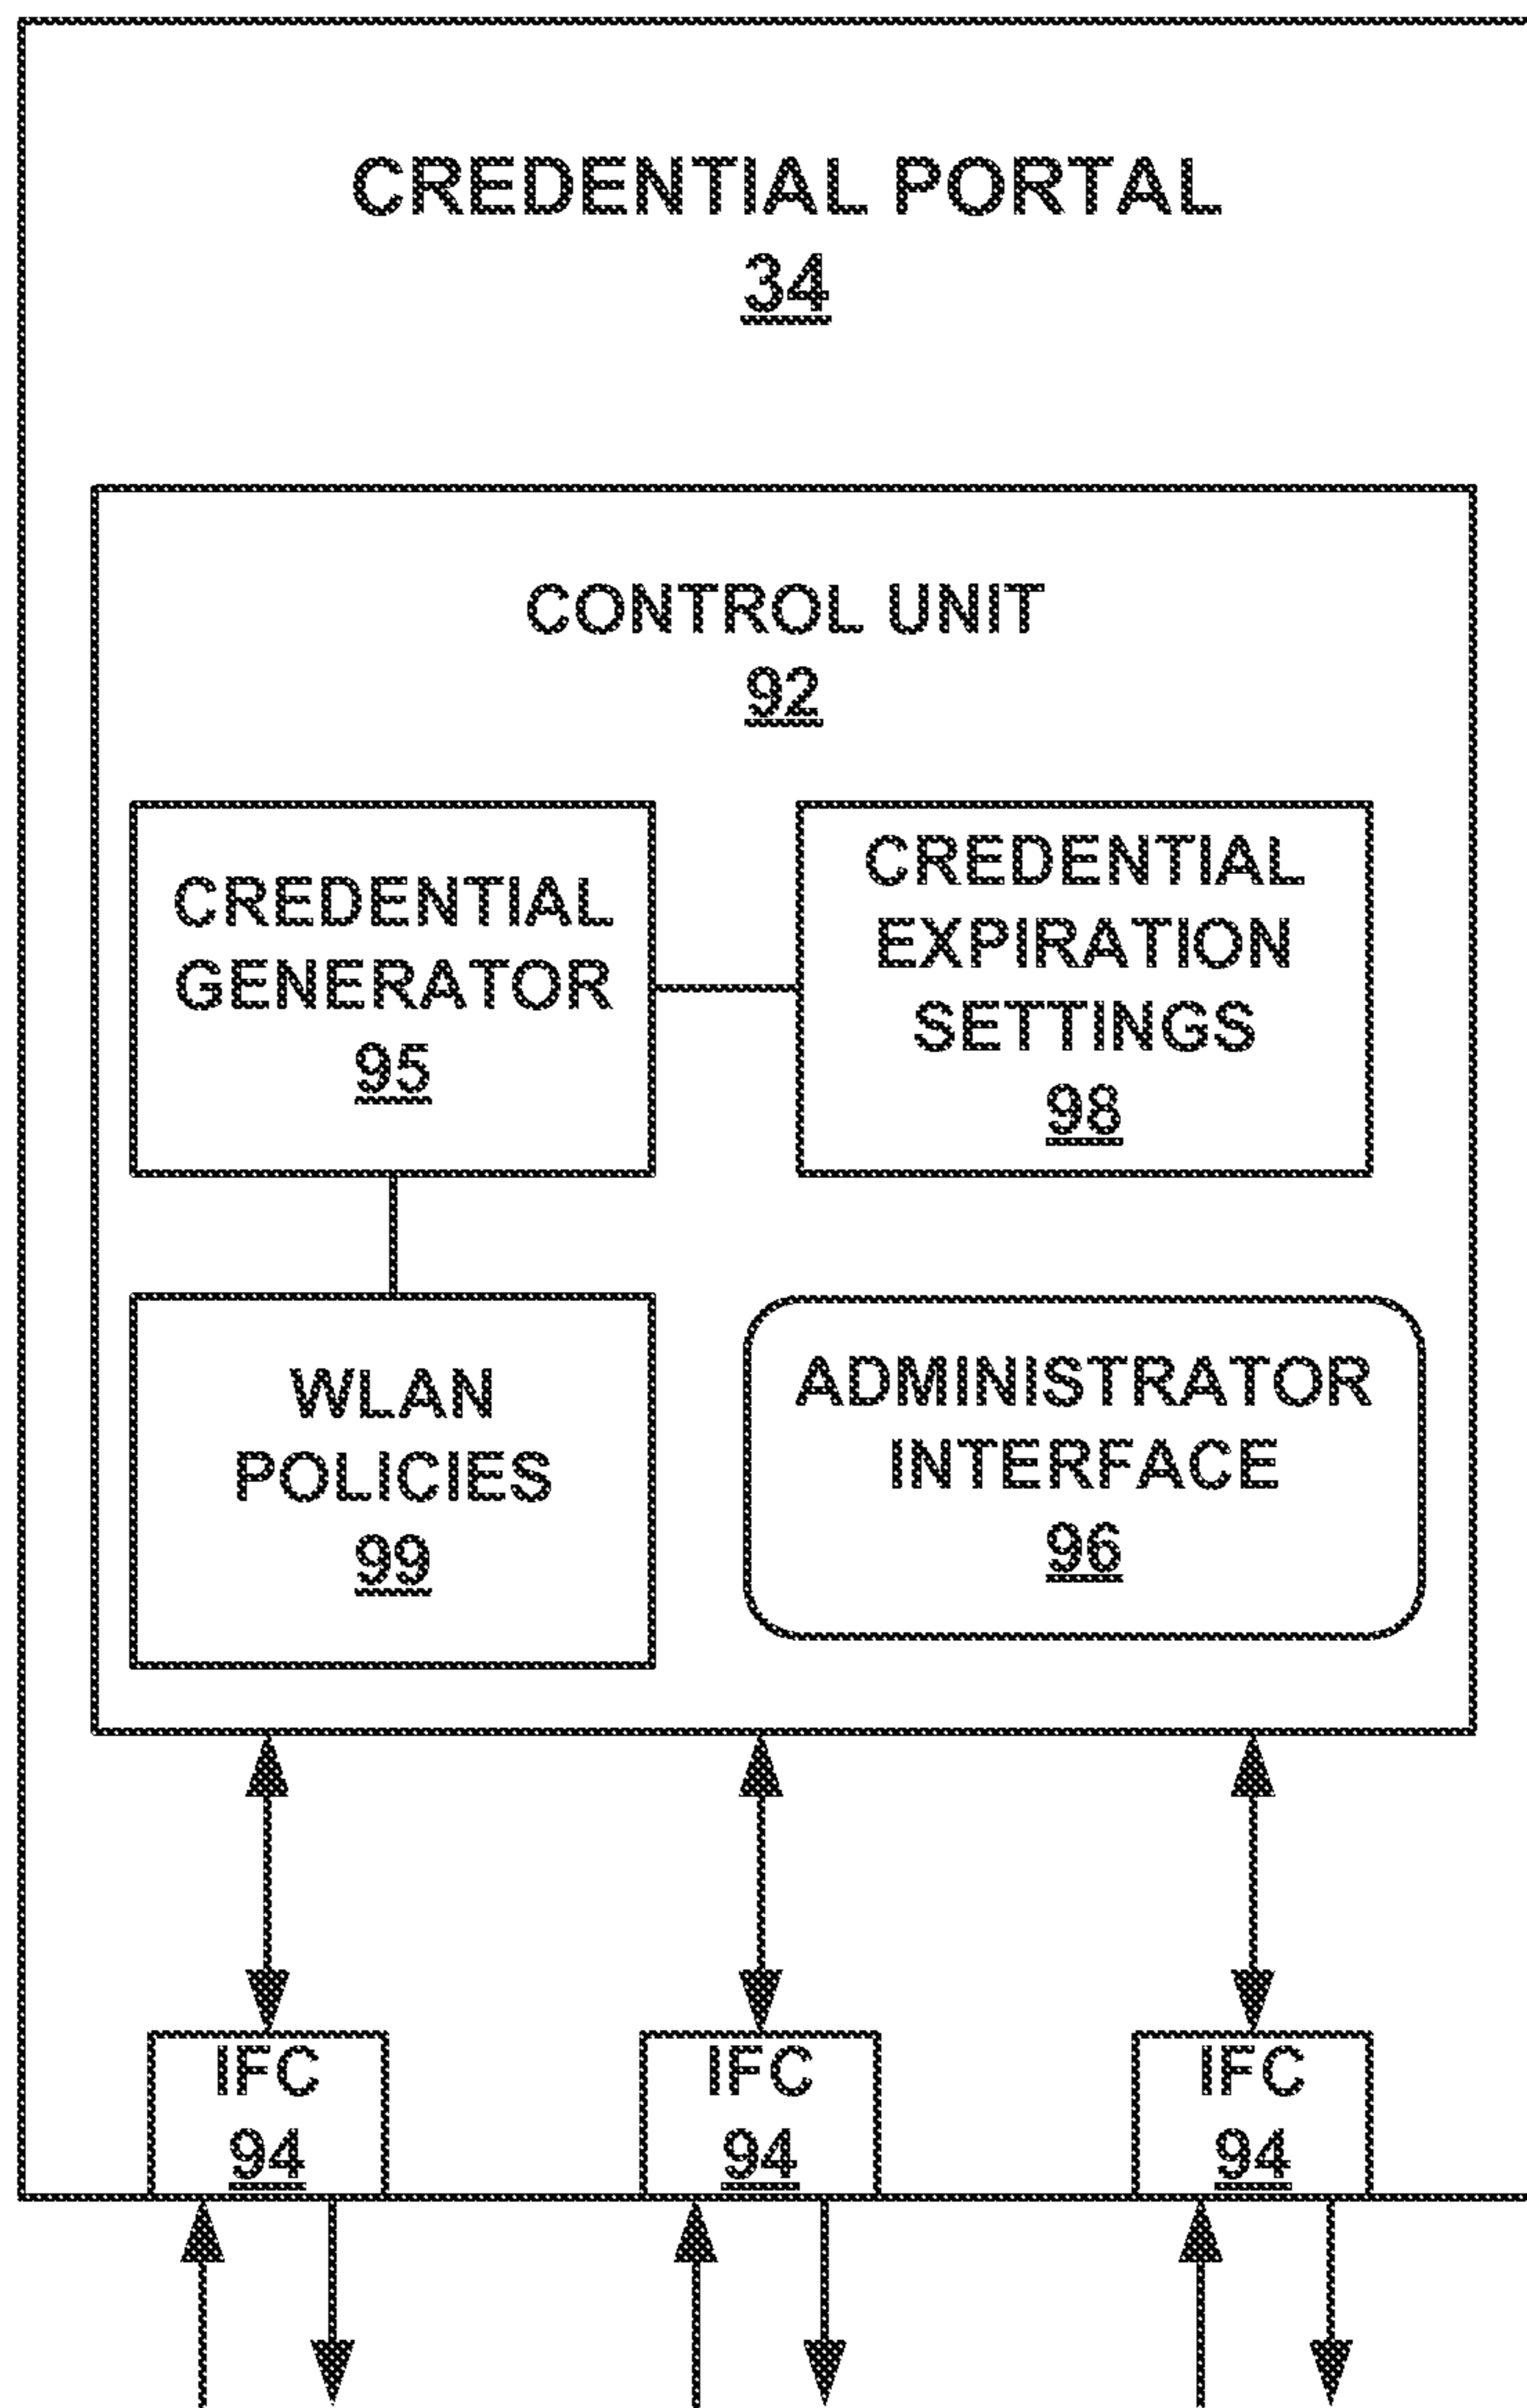 CREDENTIAL PORTAL
34
CONTROL UNIT
92
CREDENTIAL
GENERATOR
95
CREDENTIAL
EXPIRATION
SETTINGS
98
WLAN
POLICIES
99
ADMINISTRATOR
INTERFACE
96
IFC
94
IFC
94
IFC
94